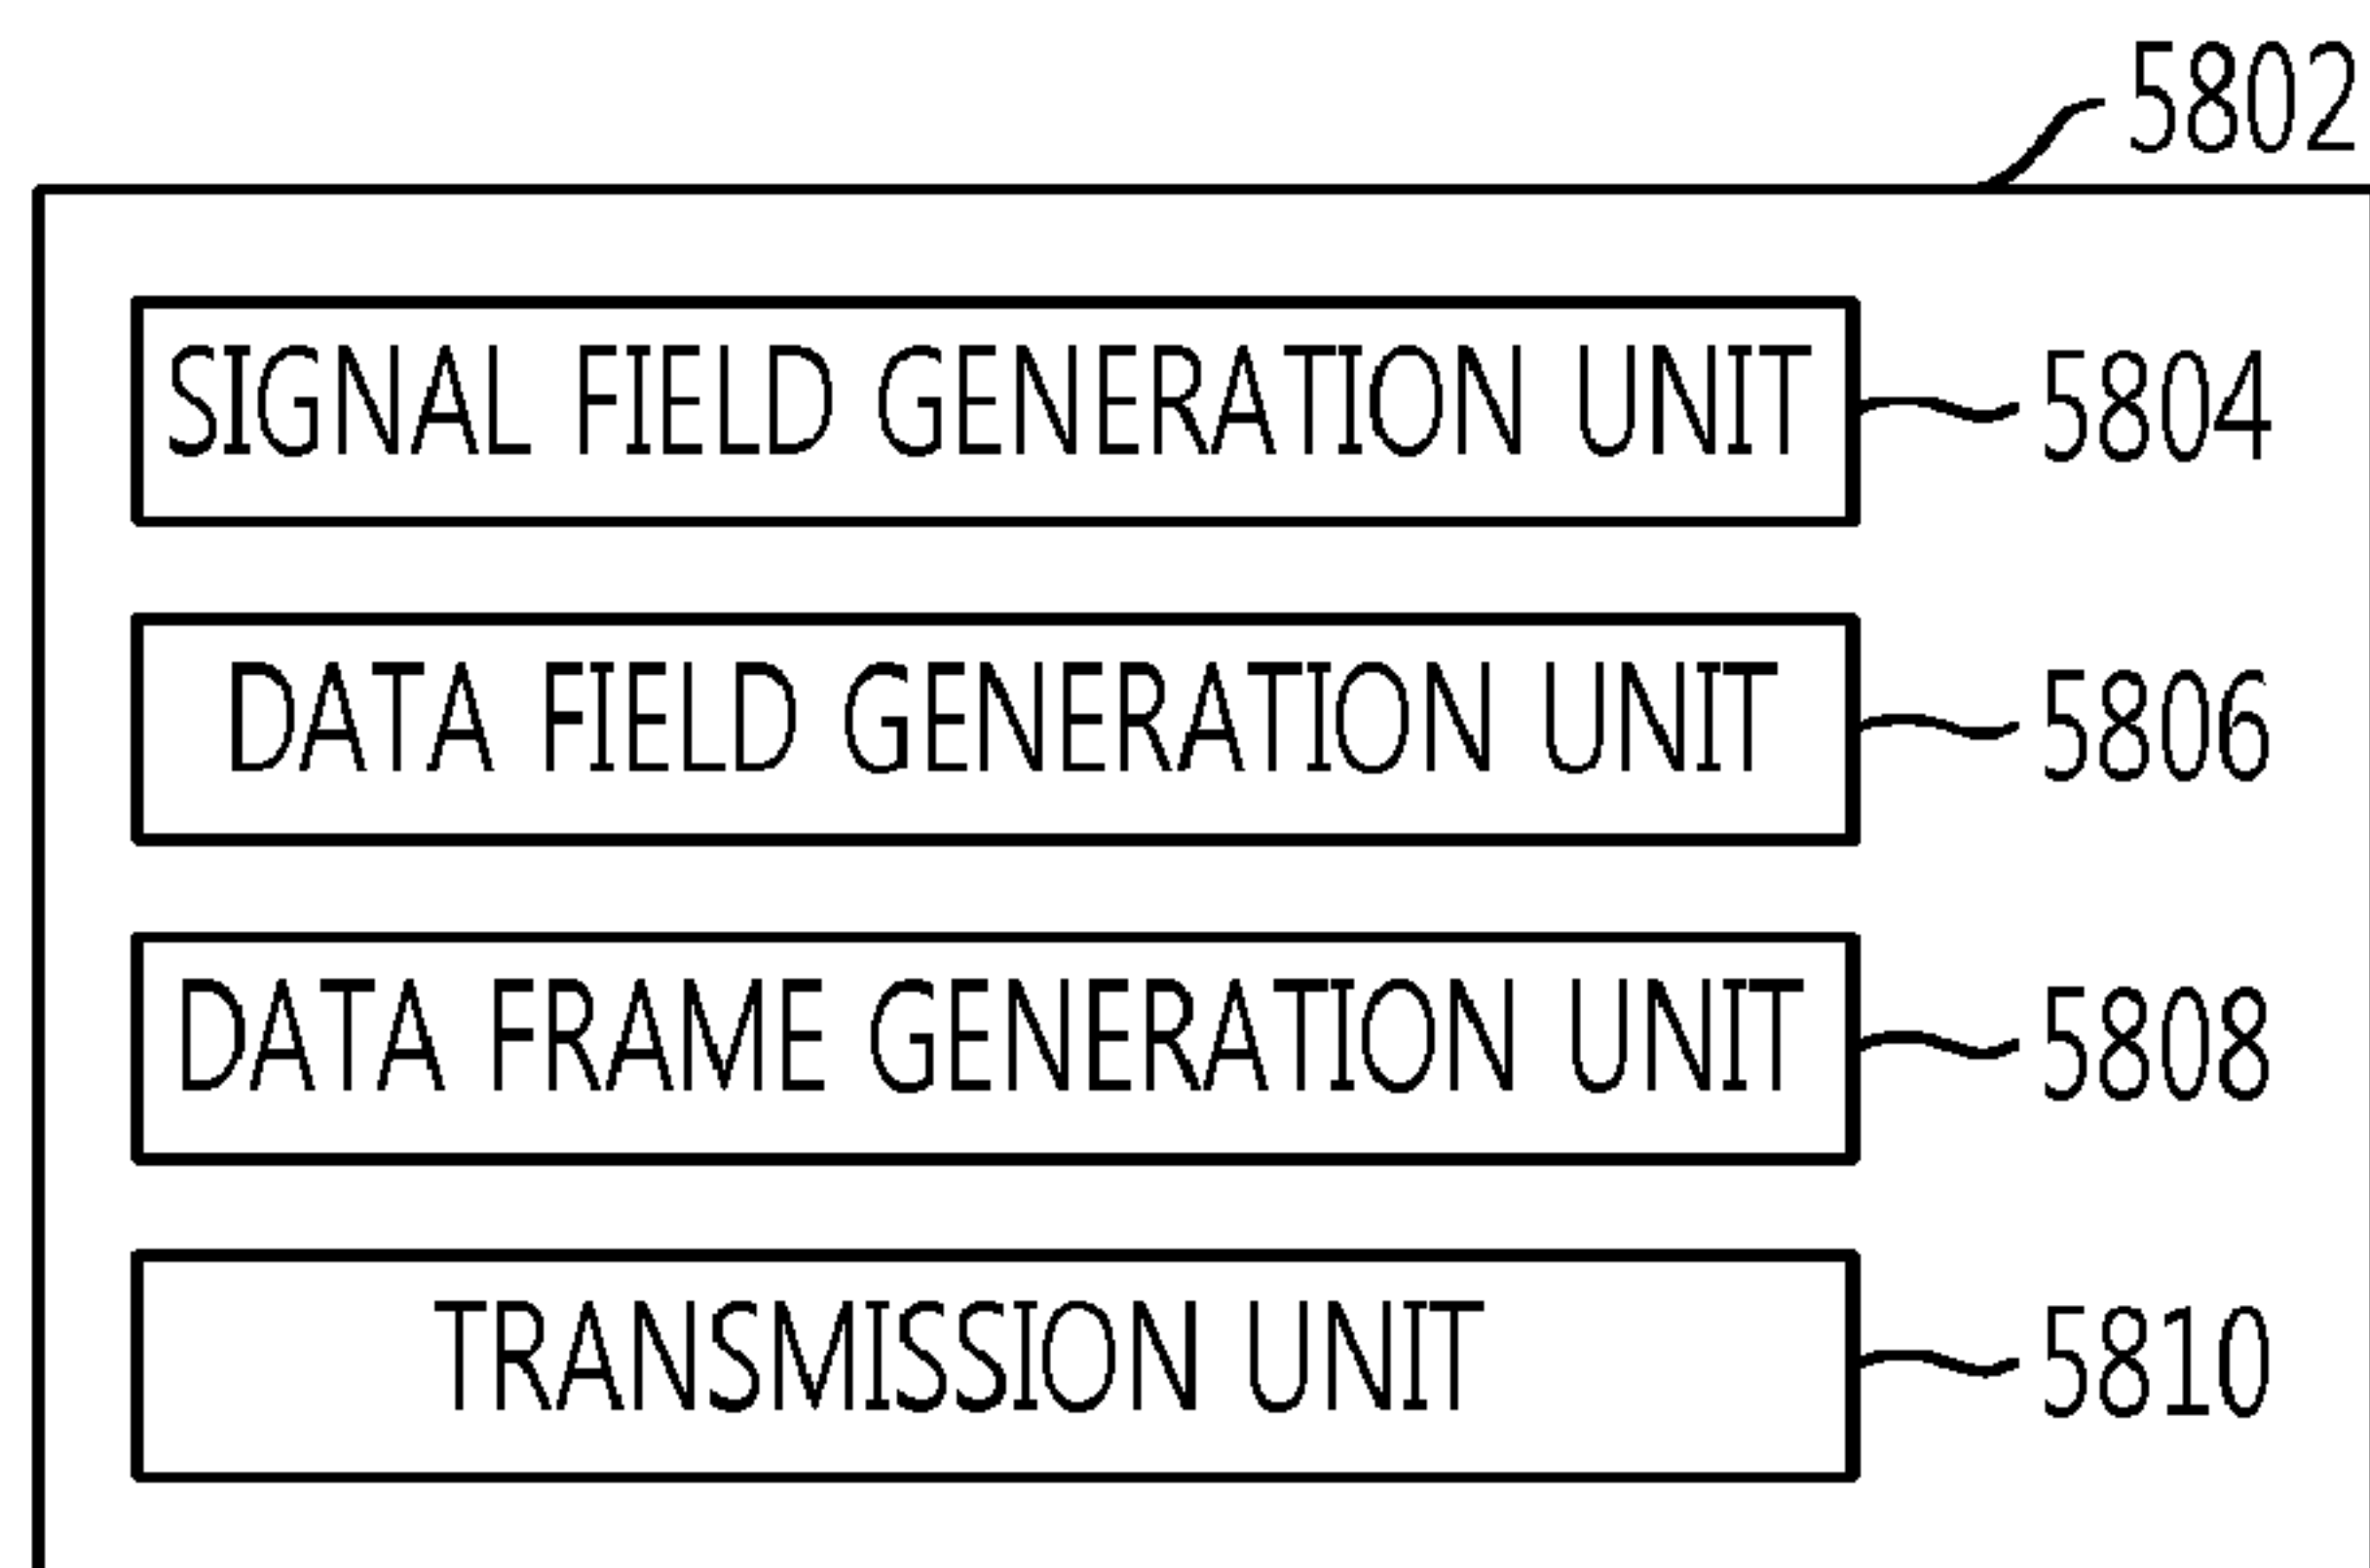 5802
SIGNAL FIELD GENERATION UNIT 5804
DATA FIELD GENERATION UNIT 5806
DATA FRAME GENERATION UNIT 5808
TRANSMISSION UNIT 5810